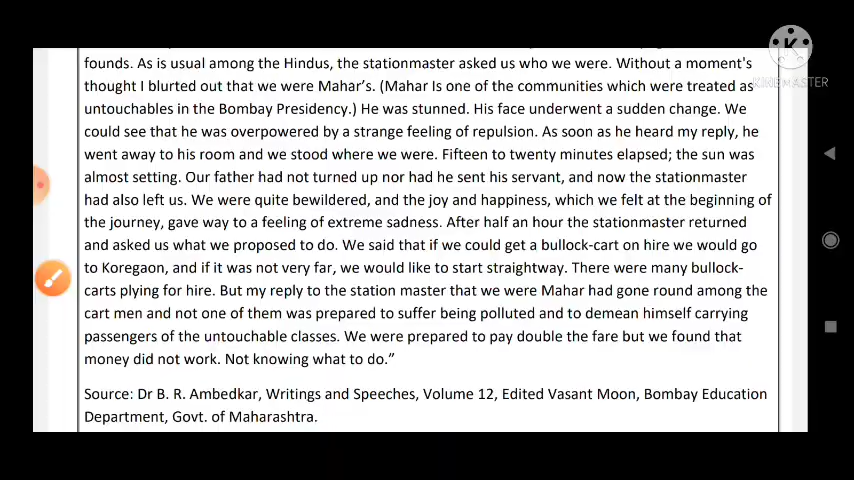 founds. As is usual among the Hindus, the stationmaster asked us who we were. Without a moment's
thought I blurted out that we were Mahar's. (Mahar Is one of the communities which were treated as
untouchables in the Bombay Presidency.) He was stunned. His face underwent a sudden change. We
could see that he was overpowered by a strange feeling of repulsion. As soon as he heard my reply, he
went away to his room and we stood where we were. Fifteen to twenty minutes elapsed; the sun was
almost setting. Our father had not turned up nor had he sent his servant, and now the stationmaster
had also left us. We were quite bewildered, and the joy and happiness, which we felt at the beginning of
the journey, gave way to a feeling of extreme sadness. After half an hour the stationmaster returned
and asked us what we proposed to do. We said that if we could get a bullock-cart on hire we would go
to Koregaon, and if it was not very far, we would like to start straightway. There were many bullock-
carts plying for hire. But my reply to the station master that we were Mahar had gone round among the
cart men and not one of them was prepared to suffer being polluted and to demean himself carrying
passengers of the untouchable classes. We were prepared to pay double the fare but we found that
money did not work. Not knowing what to do.”
Source: Dr B. R. Ambedkar, Writings and Speeches, Volume 12, Edited Vasant Moon, Bombay Education
Department, Govt. of Maharashtra.
KINEMASTER